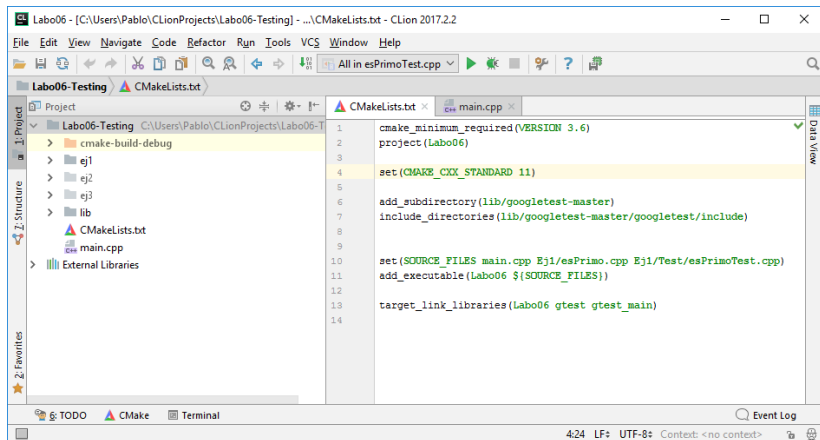 Labo06 - [C:\Users\Pablo\CLionProjects\Labo06-Testing] - ...\CMakeLists.txt - CLion 2017.2.2
File Edit View Navigate Code Refactor Run Tools VCS Window Help
All in esPrimoTest.cpp
Labo06-Testing CMakeLists.txt
1: Project
Project
CMakeLists.txt
main.cpp
Labo06-Testing C:\Users\Pablo\CLionProjects\Labo06-T
cmake-build-debug
ej1
ej2
ej3
lib
CMakeLists.txt
main.cpp
External Libraries
1 cmake_minimum_required(VERSION 3.6)
2 project(Labo06)
3
4 set(CMAKE_CXX_STANDARD 11)
5
6 add_subdirectory(lib/googletest-master)
7 include_directories(lib/googletest-master/googletest/include)
8
9
10 set(SOURCE_FILES main.cpp Ej1/esPrimo.cpp Ej1/Test/esPrimoTest.cpp)
11 add_executable(Labo06 ${SOURCE_FILES})
12
13 target_link_libraries(Labo06 gtest gtest_main)
14
Data View
Z: Structure
2: Favorites
6: TODO CMake Terminal Event Log
4:24 LF÷ UTF-8÷ Context: <no context>